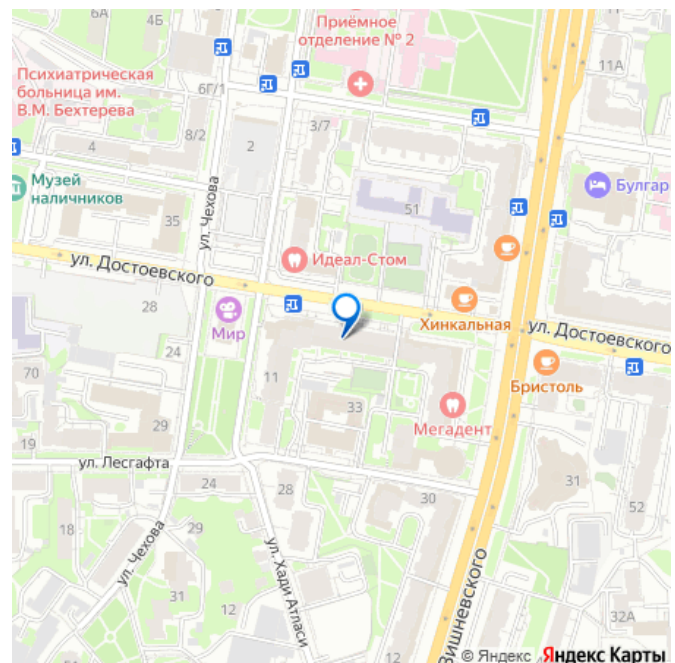 6А
4Б
Приёмное
отделение № 2
11А
Психиатрическая
больница им.
В.М. Бехтерева
6Г/1
3/7
8/2
2
4
Музей
наличников
Булгар
51
35
ул. Чехова
Идеал-Стом
ул. Достоевского
28
Мир
Хинкальная
ул. Достоевского
24
70
11
Бристоль
33
29
Мегадент
19
ул. Лесгафта
24
28
30
31
52
18
29
ул. Чехова
31
12
ул. Хади Атласи
12
Вишневского
32А
© Яндекс Яндекс Карты